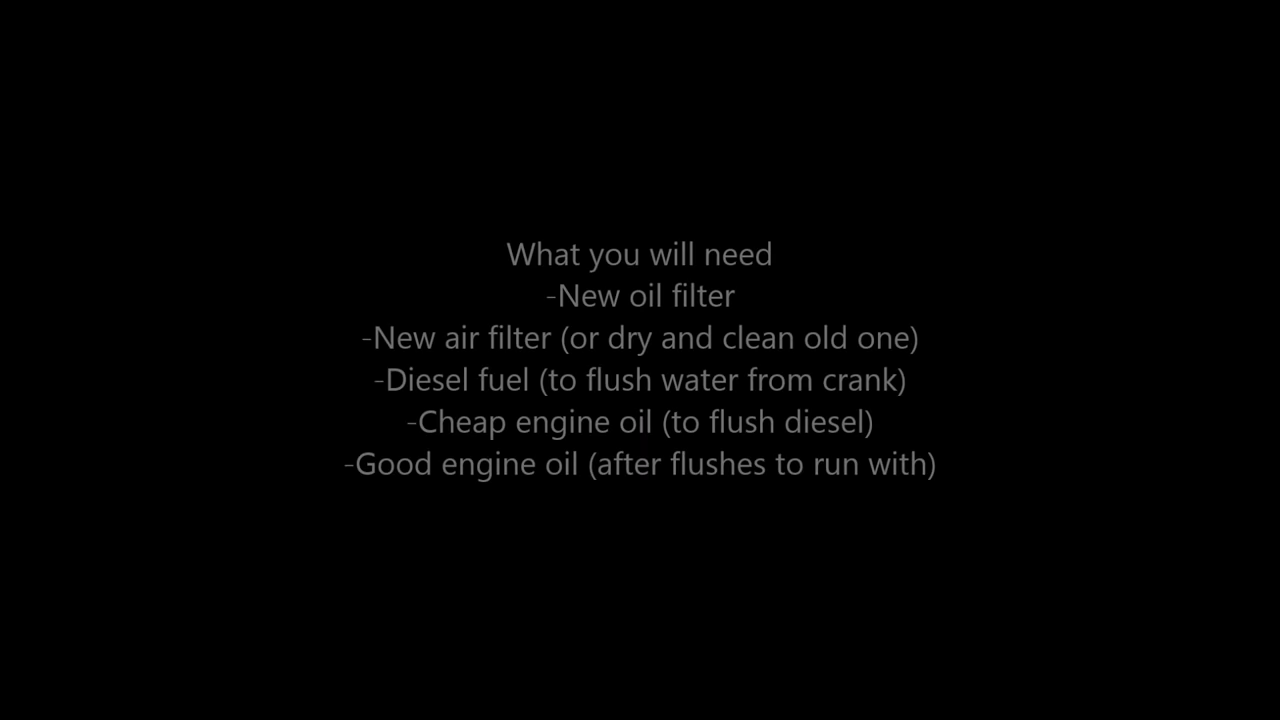 What you will need
-New oil filter
-New air filter (or dry and clean old one)
-Diesel fuel (to flush water from crank)
-Cheap engine oil (to flush diesel)
-Good engine oil (after flushes to run with)